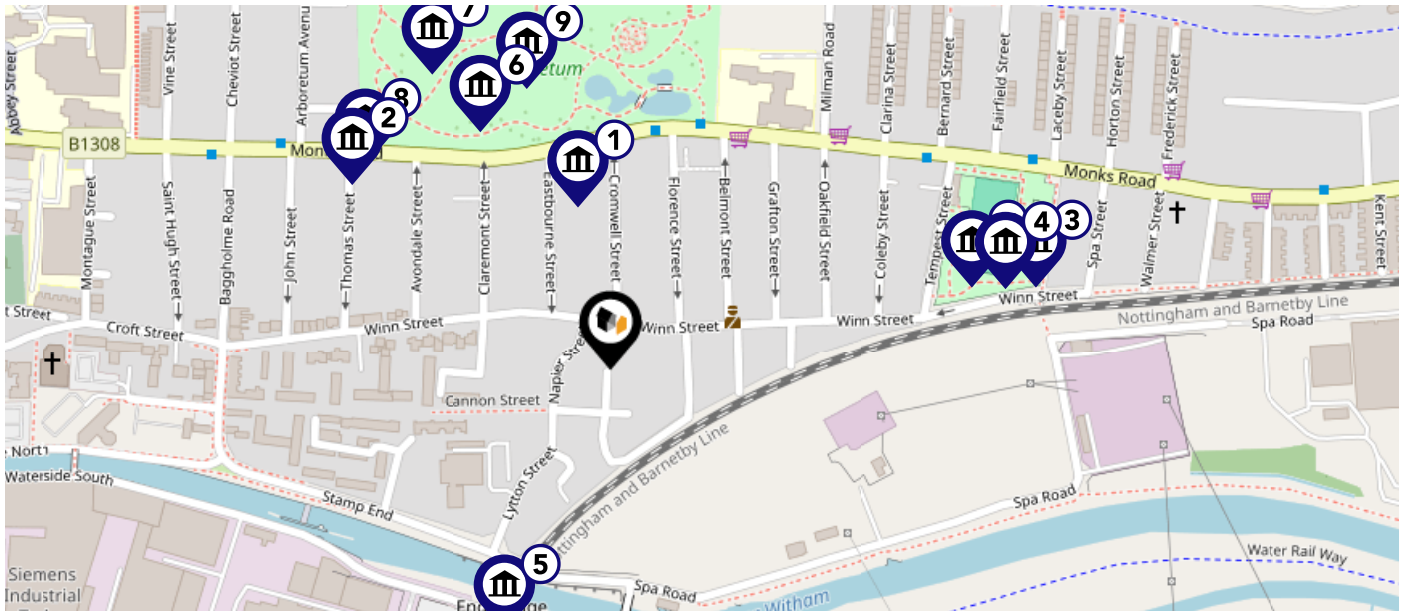 7
9
6
etum
8
2
1
Abbey Street
Vine Street
Cheviot Street
Milman Road
Clarina Street
Bernard Street
Fairfield Street
Laceby Street
Horton Street
Frederick Street
B1308
Monks Road
Montague Street
Saint Hugh Street
Baggholme Road
John Street
Thomas Street
Avondale Street
Claremont Street
Eastbourne Street
Cromwell Street
Florence Street
Belmont Street
Grafton Street
Oakfield Street
Coleby Street
Tempest Street
4
3
Spa Street
Walmer Street
Kent Street
Croft Street
Winn Street
Winn Street
Winn Street
Winn Street
Nottingham and Barnetby Line
Spa Road
Napier Street
Cannon Street
Nottingham and Barnetby Line
North
Waterside South
Stamp End
Lytton Street
Spa Road
5
Spa Road
Water Rail Way
Witham
Siemens
Industrial